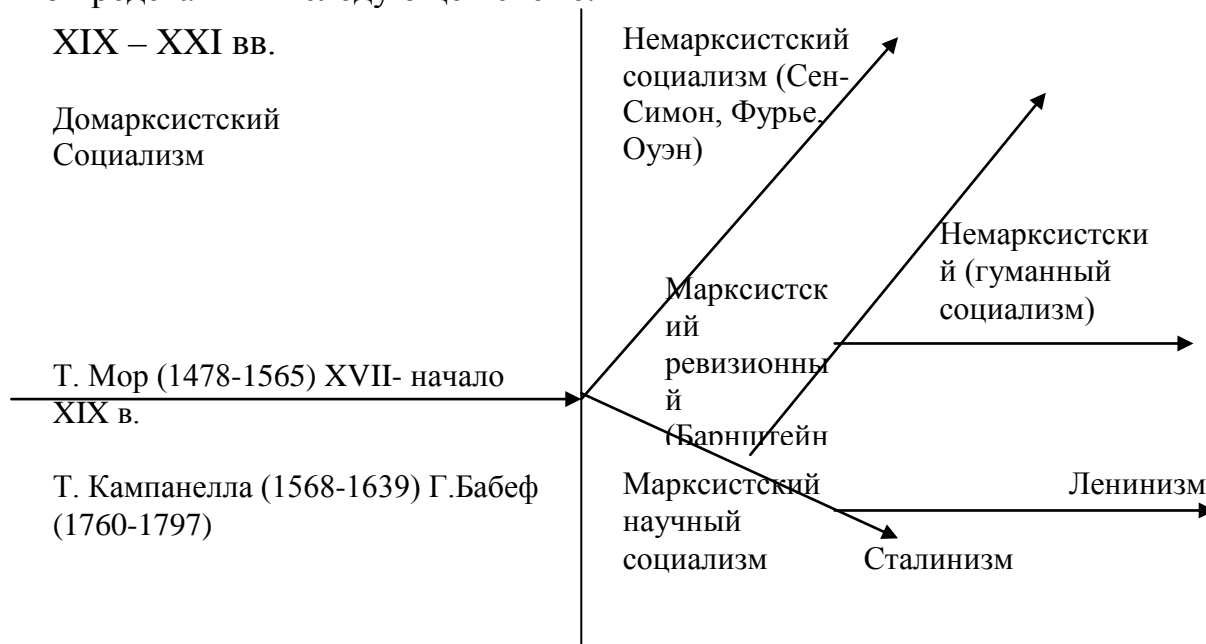 XIX – XXI вв.
Домарксистский
Социализм
Т. Мор (1478-1565) XVII- начало
XIX в.
Т. Кампанелла (1568-1639) Г.Бабеф
(1760-1797)
Немарксистский
социализм (Сен-
Симон, Фурье,
Оуэн)
Марксистск
ий
ревизионны
й
(Барнштейн
Немарксистски
й (гуманный
социализм)
Марксистский
научный
социализм
Ленинизм
Сталинизм